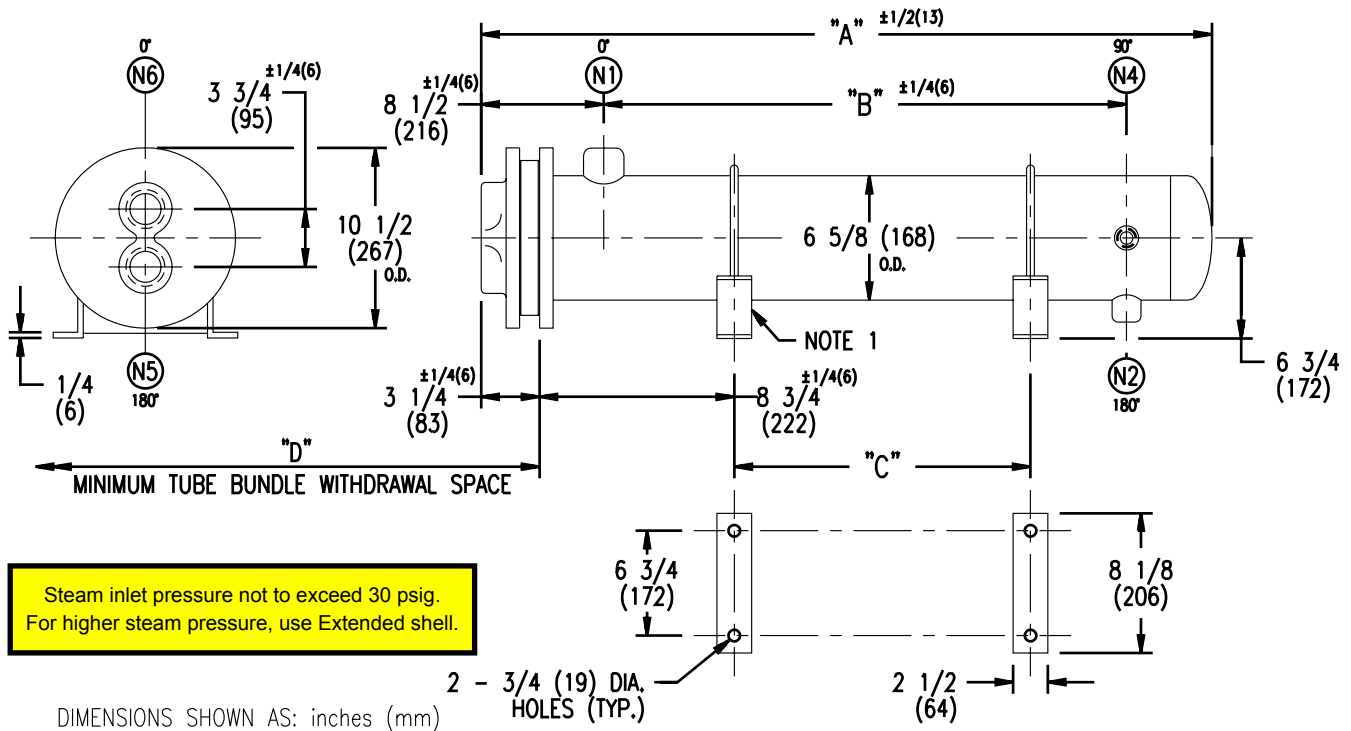 "A" ±1/2(13)
0°
N6
±1/4(6)
3 3/4
(95)
±1/4(6)
8 1/2
(216)
0°
N1
"B" ±1/4(6)
90°
N4
10 1/2
(267)
O.D.
6 5/8 (168)
O.D.
NOTE 1
1/4
(6)
N5
180°
±1/4(6)
3 1/4
(83)
±1/4(6)
8 3/4
(222)
N2
180°
6 3/4
(172)
"D"
MINIMUM TUBE BUNDLE WITHDRAWAL SPACE
"C"
6 3/4
(172)
8 1/8
(206)
Steam inlet pressure not to exceed 30 psig.
For higher steam pressure, use Extended shell.
2 - 3/4 (19) DIA.
HOLES (TYP.)
2 1/2
(64)
DIMENSIONS SHOWN AS: inches (mm)